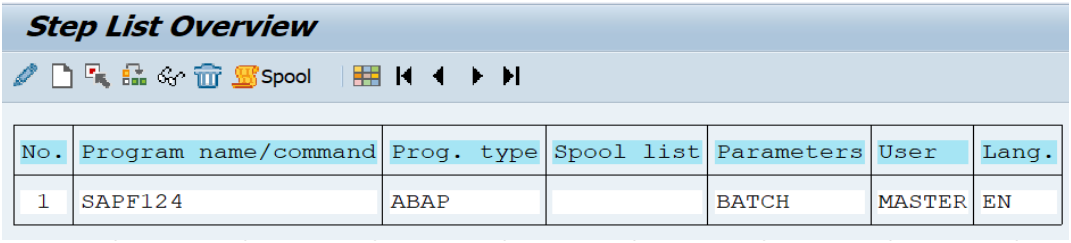 Step List Overview
Spool
No. Program name/command Prog. type Spool list Parameters User Lang.
1 SAPF124 ABAP BATCH MASTER EN